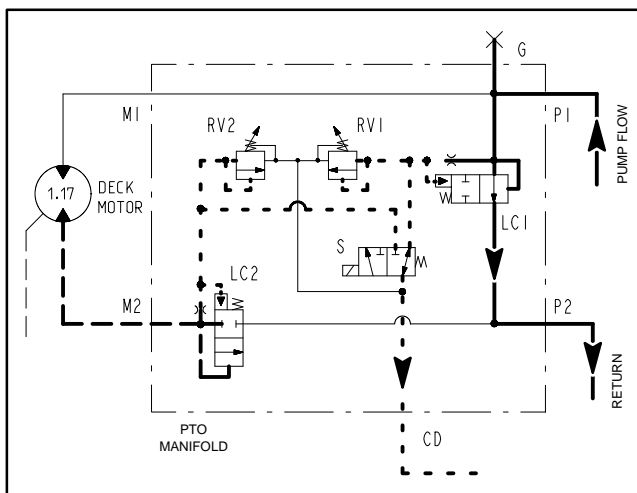 G
M1
P1
RV2
RV1
PUMP FLOW
1.17
DECK
MOTOR
LC1
S
LC2
M2
P2
RETURN
PTO
MANIFOLD
CD